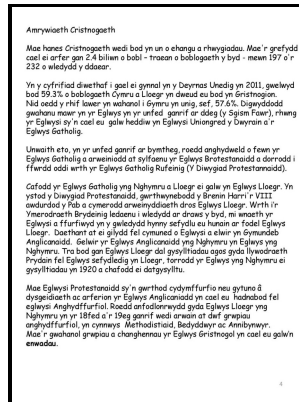 Amrywiaeth Cristnogaeth
Mae hanes Cristnogaeth wedi bod yn un o ehangu a rhwygiadau. Mae'r grefydd
cael ei arfer gan 2.4 biliwn o bobl – traean o boblogaeth y byd - mewn 197 o'r
232 o wledydd y ddaear.
Yn y cyfrifiad diwethaf i gael ei gynnal yn y Deyrnas Unedig yn 2011, gwelwyd
bod 59.3% o boblogaeth Cymru a Lloegr yn dweud eu bod yn Gristnogion.
Nid oedd y rhif lawer yn wahanol i Gymru yn unig, sef, 57.6%. Digwyddodd
gwahanu mawr yn yr Eglwys yn yr unfed ganrif ar ddeg (y Sgism Fawr), rhwng
yr Eglwysi a sy'n cael eu galw heddiw yn Eglwysi Uniongred y Dwyrain a'r
Eglwys Gatholig.
Unwaith eto, yn yr unfed ganrif ar bymtheg, roedd anghydweld o fewn yr
Eglwys Gatholig a arweiniodd at sylfaenu yr Eglwys Brotestanaidd a dorrodd i
ffwrdd oddi wrth yr Eglwys Gatholig Rufeinig (Y Diwygiad Protestannaidd).
Cafodd yr Eglwys Gatholig yng Nghymru a Lloegr ei galw yn Eglwys Lloegr. Yn
ystod y Diwygiad Protestanaidd, gwrthwynebodd y Brenin Harri'r VIII
awdurdod y Pab a cymerodd arweinyddiaeth dros Eglwys Lloegr. Wrth i'r
Ymerodraeth Brydeinig ledaenu i wledydd ar draws y byd, mi wnaeth yr
Eglwysi a ffurfiwyd yn y gwledydd hynny sefydlu eu hunain ar fodel Eglwys
Lloegr. Daethant at ei gilydd fel cymuned o Eglwysi a elwir yn Gymundeb
Anglicanaidd. Gelwir yr Eglwys Anglicanaidd yng Nghymru yn Eglwys yng
Nghymru. Tra bod gan Eglwys Lloegr dal gysylltiadau agos gyda llywodraeth
Prydain fel Eglwys sefydledig yn Lloegr, torrodd yr Eglwys yng Nghymru ei
gysylltiadau yn 1920 a chafodd ei datgysylltu.
Mae Eglwysi Protestanaidd sy'n gwrthod cydymffurfio neu gytuno â
dysgeidiaeth ac arferion yr Eglwys Anglicanaidd yn cael eu hadnabod fel
eglwysi Anghydffurfiol. Roedd anfodlonrwydd gyda Eglwys Lloegr yng
Nghymru yn yr 18fed a'r 19eg ganrif wedi arwain at dwf grwpiau
anghydffurfiol, yn cynnwys Methodistiaid, Bedyddwyr ac Annibynwyr.
Mae'r gwahanol grwpiau a changhennau yr Eglwys Gristnogol yn cael eu galw'n
enwadau.
4